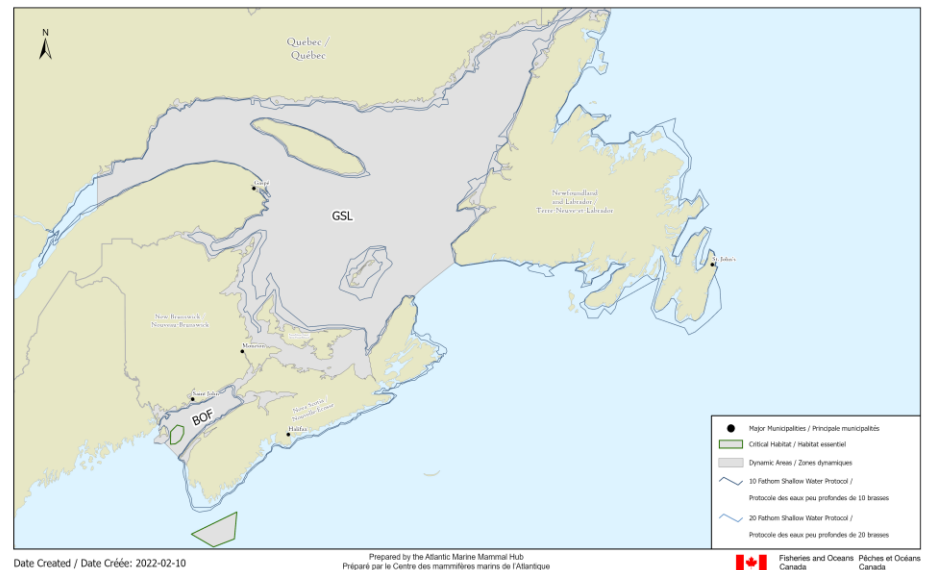 N
Quebec /
Québec
Gaspé
GSL
Newfoundland
and Labrador
Terre-Neuve-et-Labrador
St. John's
New Brunswick /
Nouveau-Brunswick
Moncton
Saint John
BOF
Nova Scotia
Nouvelle-Écosse
Halifax
Major Municipalities / Principale municipalités
Critical Habitat / Habitat essentiel
Dynamic Areas / Zones dynamiques
10 Fathom Shallow Water Protocol /
Protocole des eaux peu profondes de 10 brasses
20 Fathom Shallow Water Protocol /
Protocole des eaux peu profondes de 20 brasses
Date Created / Date Créée: 2022-02-10
Prepared by the Atlantic Marine Mammal Hub
Préparé par le Centre des mammifères marins de l'Atlantique
Fisheries and Oceans Pêches et Océans
Canada Canada